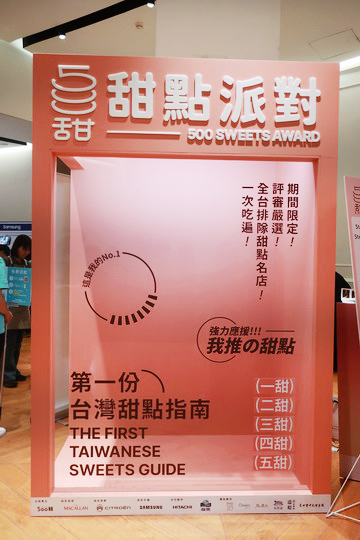 500
甜
甜點派對
500 SWEETS AWARD
期間限定！
評審嚴選！
全台排隊甜點名店！
一次吃遍！
這是我的No.1
強力應援!!!
我推の甜點
第一份
台灣甜點指南
THE FIRST
TAIWANESE
SWEETS GUIDE
(一甜)
(二甜)
(三甜)
(四甜)
(五甜)
500輯
MACALLAN
CITROËN
SAMSUNG
HITACHI
Samsung